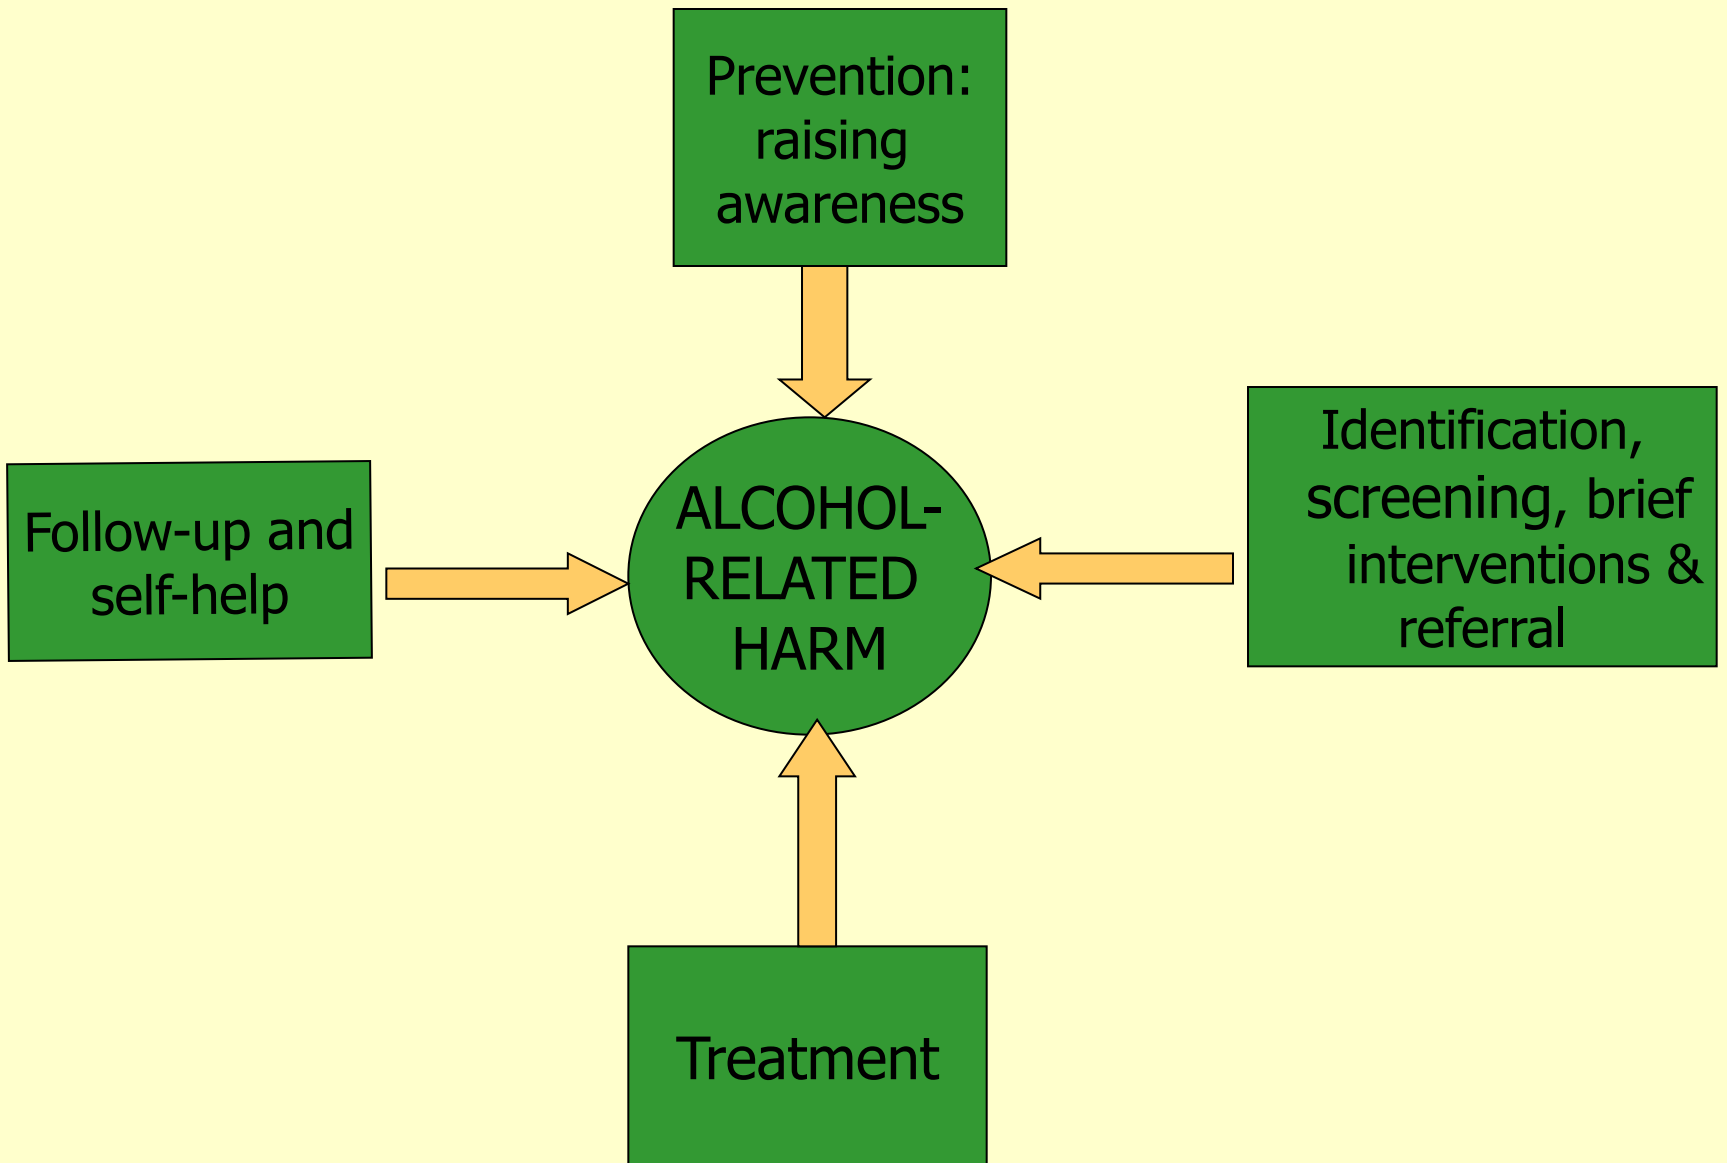 Prevention:
raising
awareness
Follow-up and
self-help
ALCOHOL-
RELATED
HARM
Identification,
screening, brief
interventions &
referral
Treatment